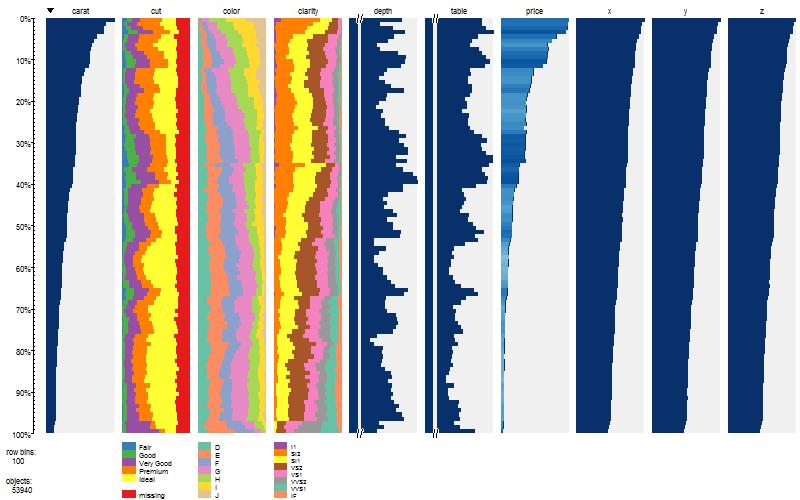 carat cut color clarity depth table price x y z
0%
10%
20%
30%
40%
50%
60%
70%
80%
90%
100%
row bins:
100
objects:
53940
Fair
Good
Very Good
Premium
Ideal
missing
D
E
F
G
H
I
J
I1
SI2
SI1
VS2
VS1
VVS2
VVS1
IF